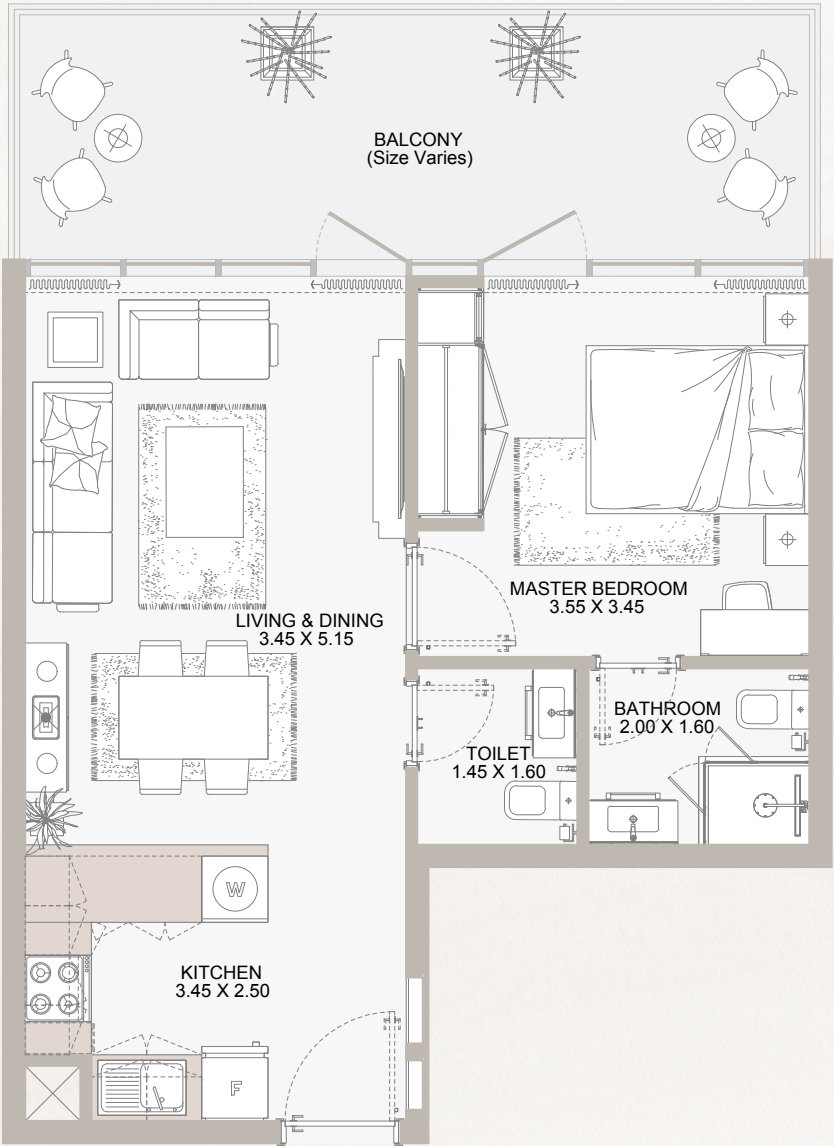 BALCONY
(Size Varies)
MASTER BEDROOM
3.55 X 3.45
LIVING & DINING
3.45 X 5.15
BATHROOM
2.00 X 1.60
TOILET
1.45 X 1.60
W
KITCHEN
3.45 X 2.50
F